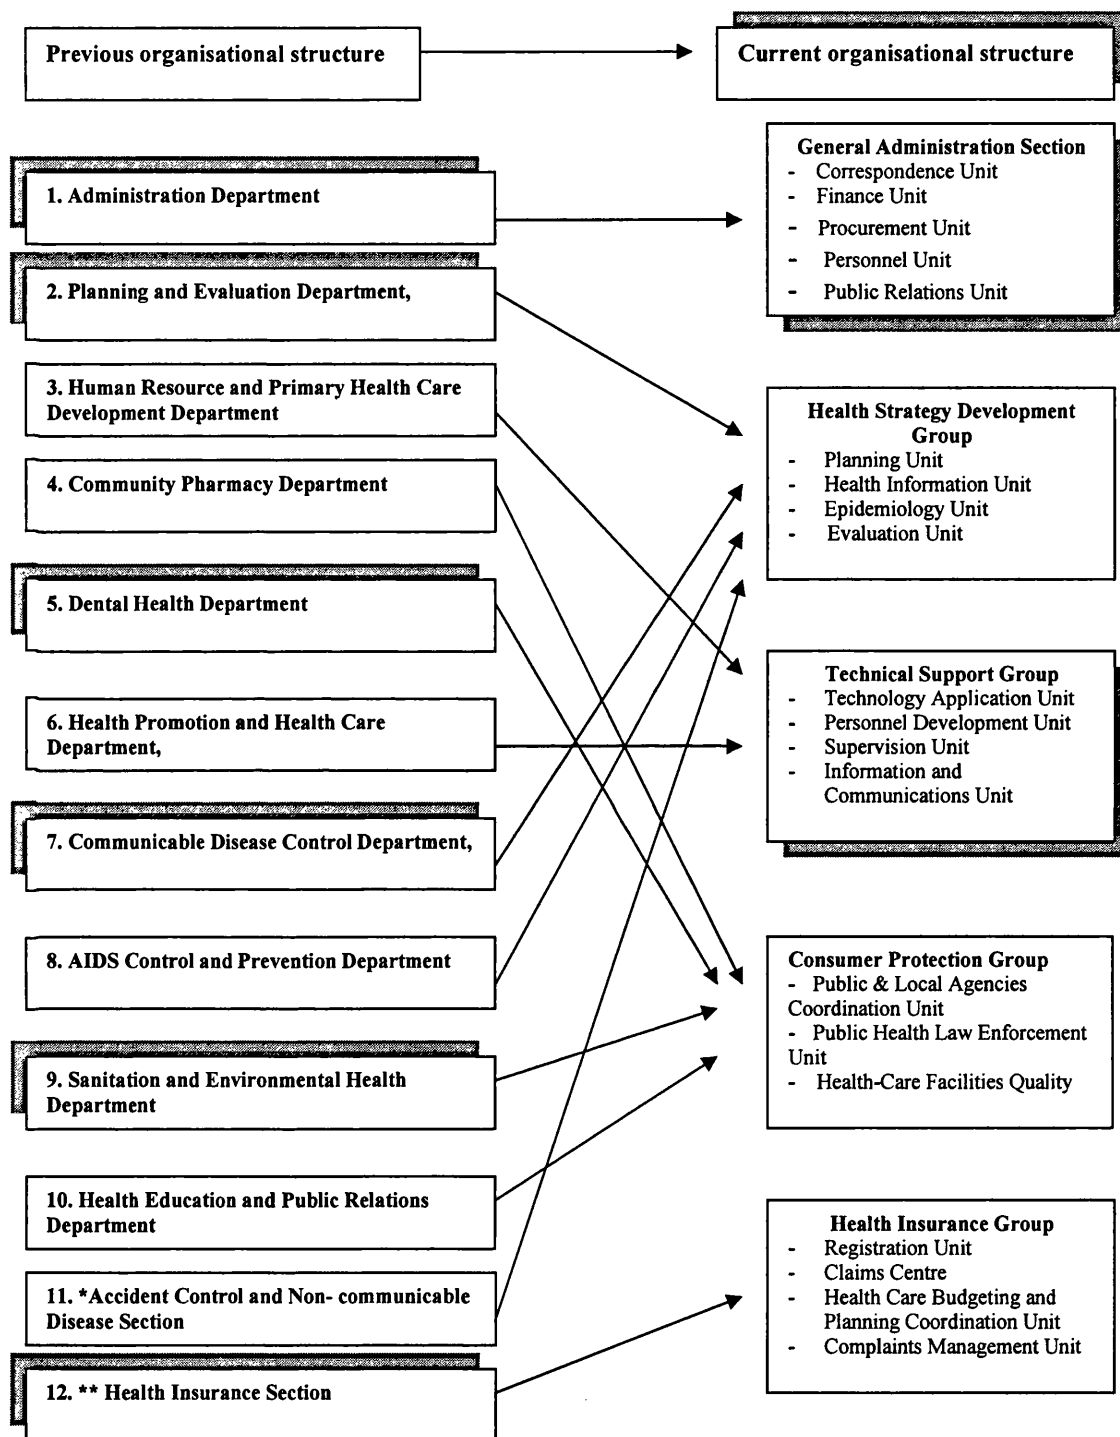 Previous organisational structure
Current organisational structure
1. Administration Department
2. Planning and Evaluation Department,
3. Human Resource and Primary Health Care
Development Department
4. Community Pharmacy Department
5. Dental Health Department
6. Health Promotion and Health Care
Department,
7. Communicable Disease Control Department,
8. AIDS Control and Prevention Department
9. Sanitation and Environmental Health
Department
10. Health Education and Public Relations
Department
11. *Accident Control and Non- communicable
Disease Section
12. ** Health Insurance Section
General Administration Section
- Correspondence Unit
- Finance Unit
- Procurement Unit
- Personnel Unit
- Public Relations Unit
Health Strategy Development
Group
- Planning Unit
- Health Information Unit
- Epidemiology Unit
- Evaluation Unit
Technical Support Group
- Technology Application Unit
- Personnel Development Unit
- Supervision Unit
- Information and
Communications Unit
Consumer Protection Group
- Public & Local Agencies
Coordination Unit
- Public Health Law Enforcement
Unit
- Health-Care Facilities Quality
Health Insurance Group
- Registration Unit
- Claims Centre
- Health Care Budgeting and
Planning Coordination Unit
- Complaints Management Unit